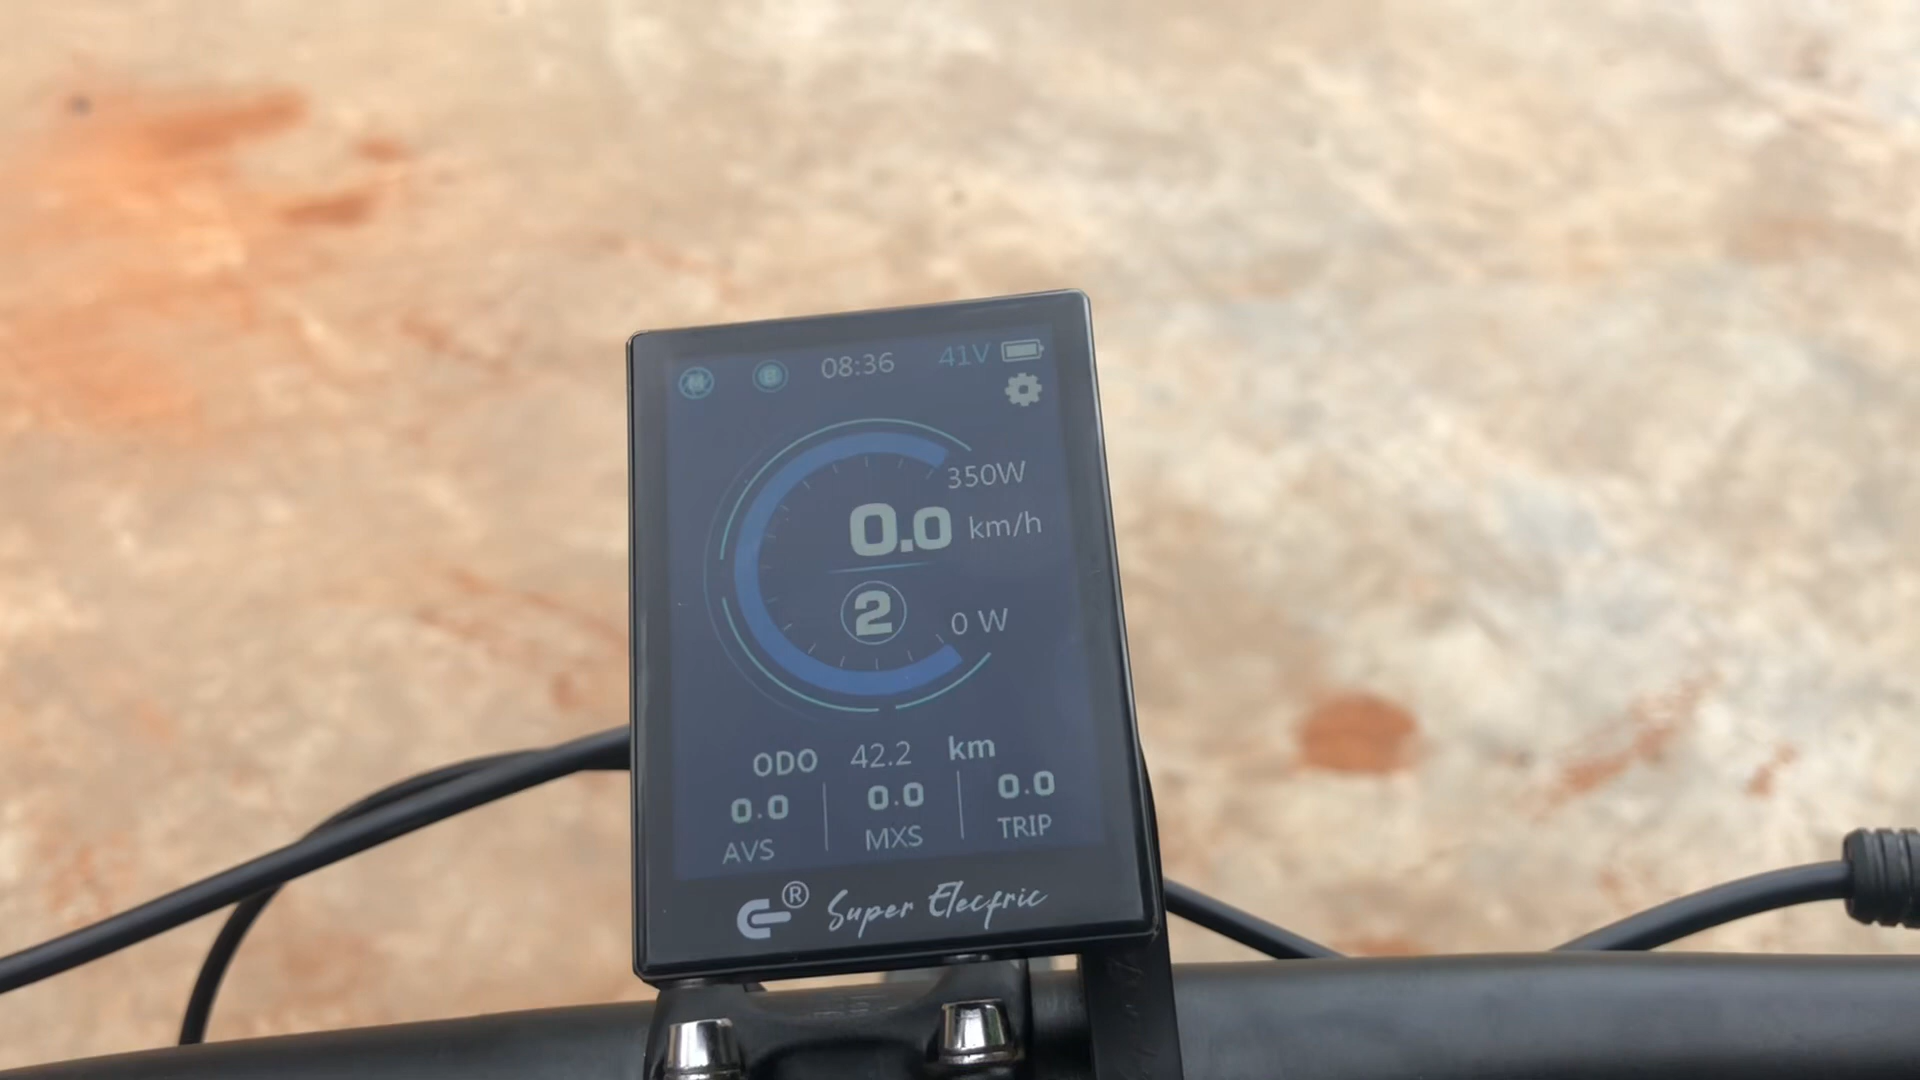 08:36 41V
350W
0.0 km/h
2
0 W
ODO 42.2 km
0.0 0.0 0.0
AVS MXS TRIP
® Super Elecfric